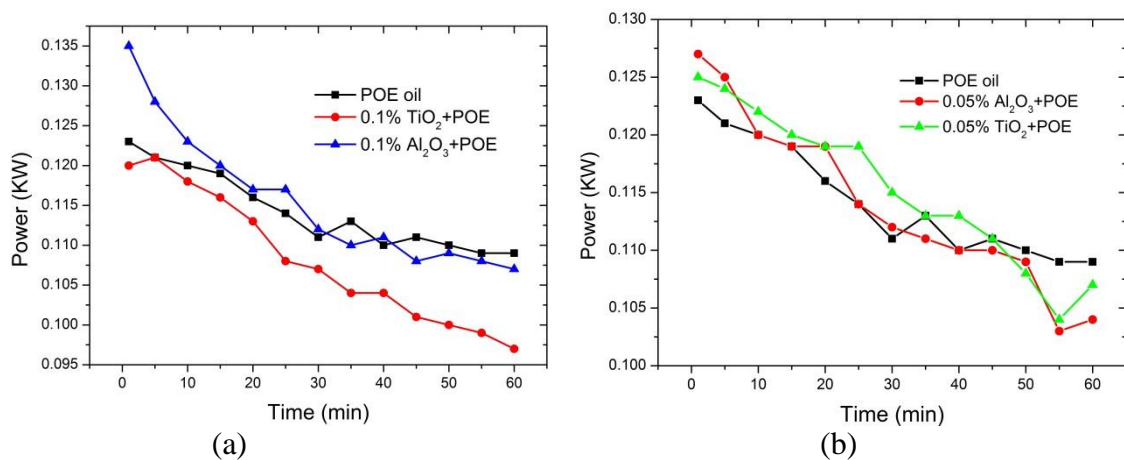 0.135
0.130
0.125
0.120
0.115
0.110
0.105
0.100
0.095
Power (KW)
POE oil
0.1% TiO₂+POE
0.1% Al₂O₃+POE
0 10 20 30 40 50 60
Time (min)
(a)
0.130
0.125
0.120
0.115
0.110
0.105
0.100
Power (KW)
POE oil
0.05% Al₂O₃+POE
0.05% TiO₂+POE
0 10 20 30 40 50 60
Time (min)
(b)